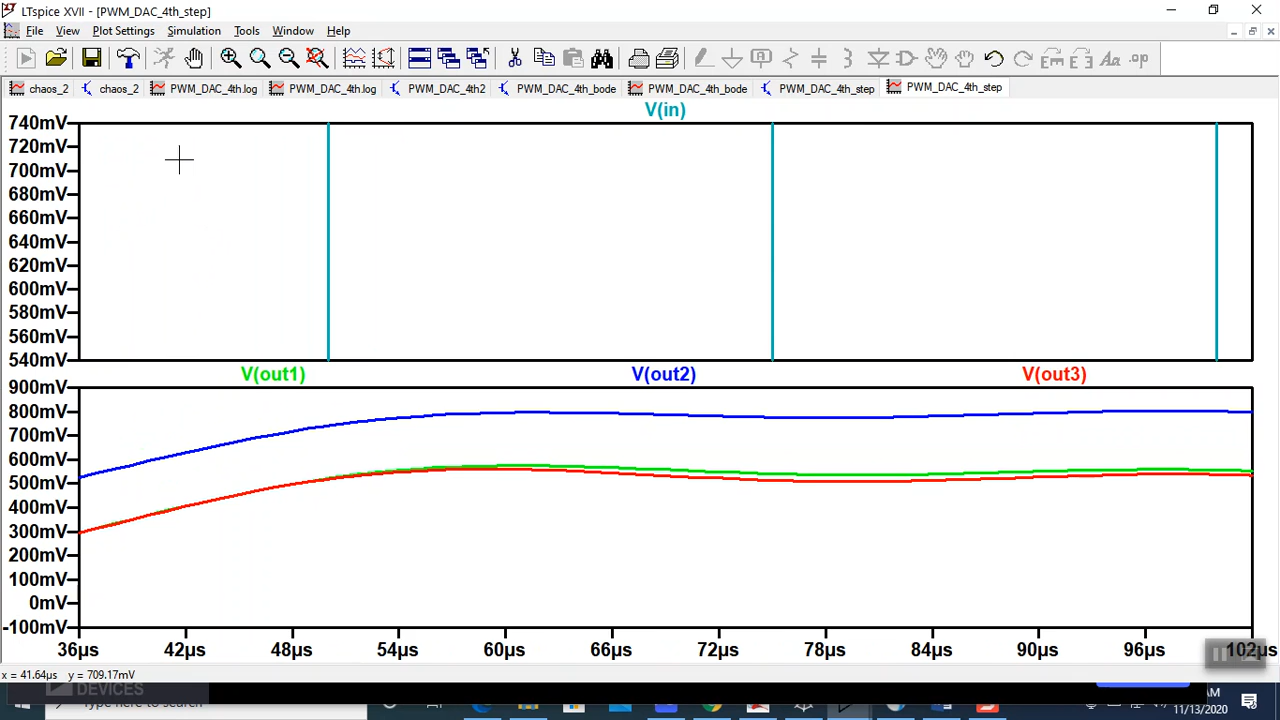 LTspice XVII - [PWM_DAC_4th_step]
File View Plot Settings Simulation Tools Window Help
chaos_2 chaos_2 PWM_DAC_4th.log PWM_DAC_4th.log PWM_DAC_4th2 PWM_DAC_4th_bode PWM_DAC_4th_bode PWM_DAC_4th_step PWM_DAC_4th_step
V(in)
740mV
720mV
700mV
680mV
660mV
640mV
620mV
600mV
580mV
560mV
540mV
V(out1) V(out2) V(out3)
900mV
800mV
700mV
600mV
500mV
400mV
300mV
200mV
100mV
0mV
-100mV
36µs 42µs 48µs 54µs 60µs 66µs 72µs 78µs 84µs 90µs 96µs 102µs
x = 41.64µs y = 709.17mV
DEVICES
AM
Type here to search
11/13/2020